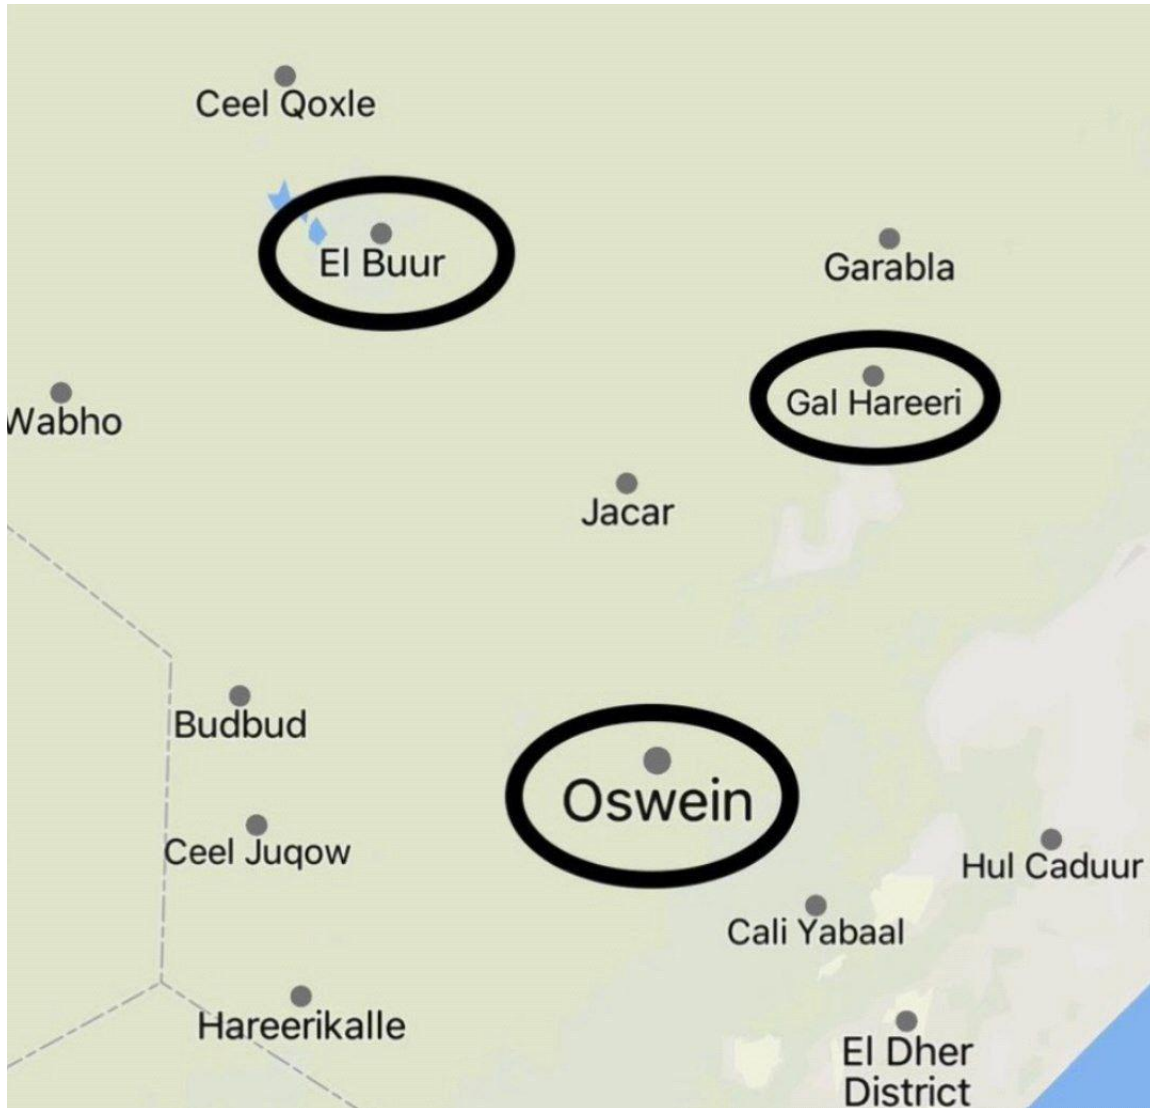 Ceel Qoxle
El Buur
Garabla
Gal Hareeri
Wabho
Jacar
Budbud
Oswein
Ceel Juqow
Hul Caduur
Cali Yabaal
Hareerikalle
El Dher
District